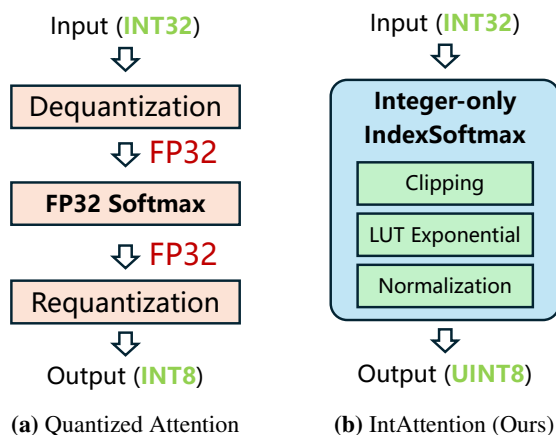 Input (INT32)
Dequantization
FP32
FP32 Softmax
FP32
Requantization
Output (INT8)
(a) Quantized Attention
Input (INT32)
Integer-only
IndexSoftmax
Clipping
LUT Exponential
Normalization
Output (UINT8)
(b) IntAttention (Ours)